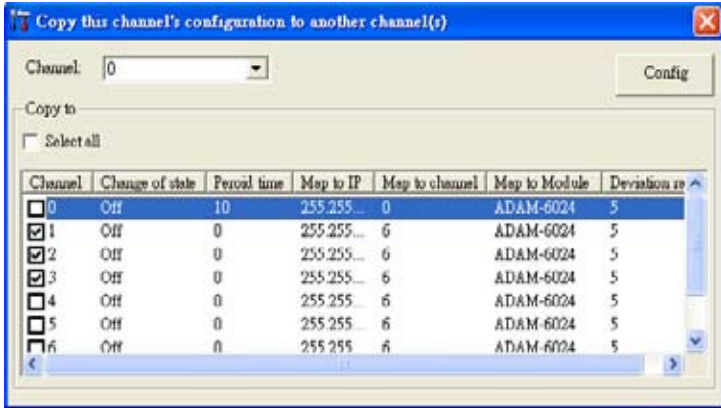 Copy this channel's configuration to another channel(s)
Channel: 0 Config
Copy to
Select all
Channel Change of state Peroid time Map to IP Map to channel Map to Module Deviation ra
0 Off 10 255.255.... 0 ADAM-6024 5
1 Off 0 255.255.... 6 ADAM-6024 5
2 Off 0 255.255.... 6 ADAM-6024 5
3 Off 0 255.255.... 6 ADAM-6024 5
4 Off 0 255.255.... 6 ADAM-6024 5
5 Off 0 255.255.... 6 ADAM-6024 5
6 Off 0 255.255 6 ADAM-6024 5